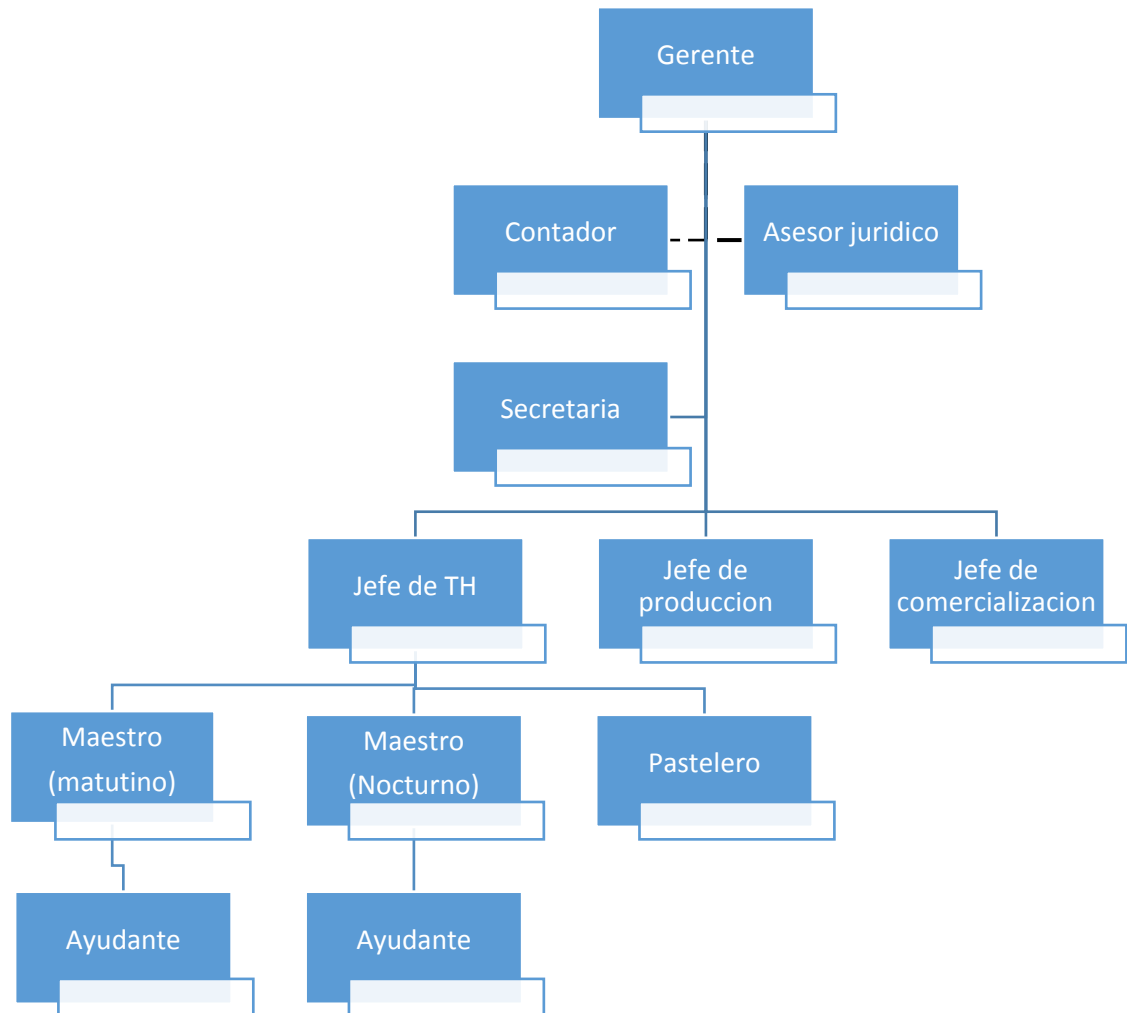 Gerente
Contador
Asesor juridico
Secretaria
Jefe de TH
Jefe de
produccion
Jefe de
comercializacion
Maestro
(matutino)
Maestro
(Nocturno)
Pastelero
Ayudante
Ayudante